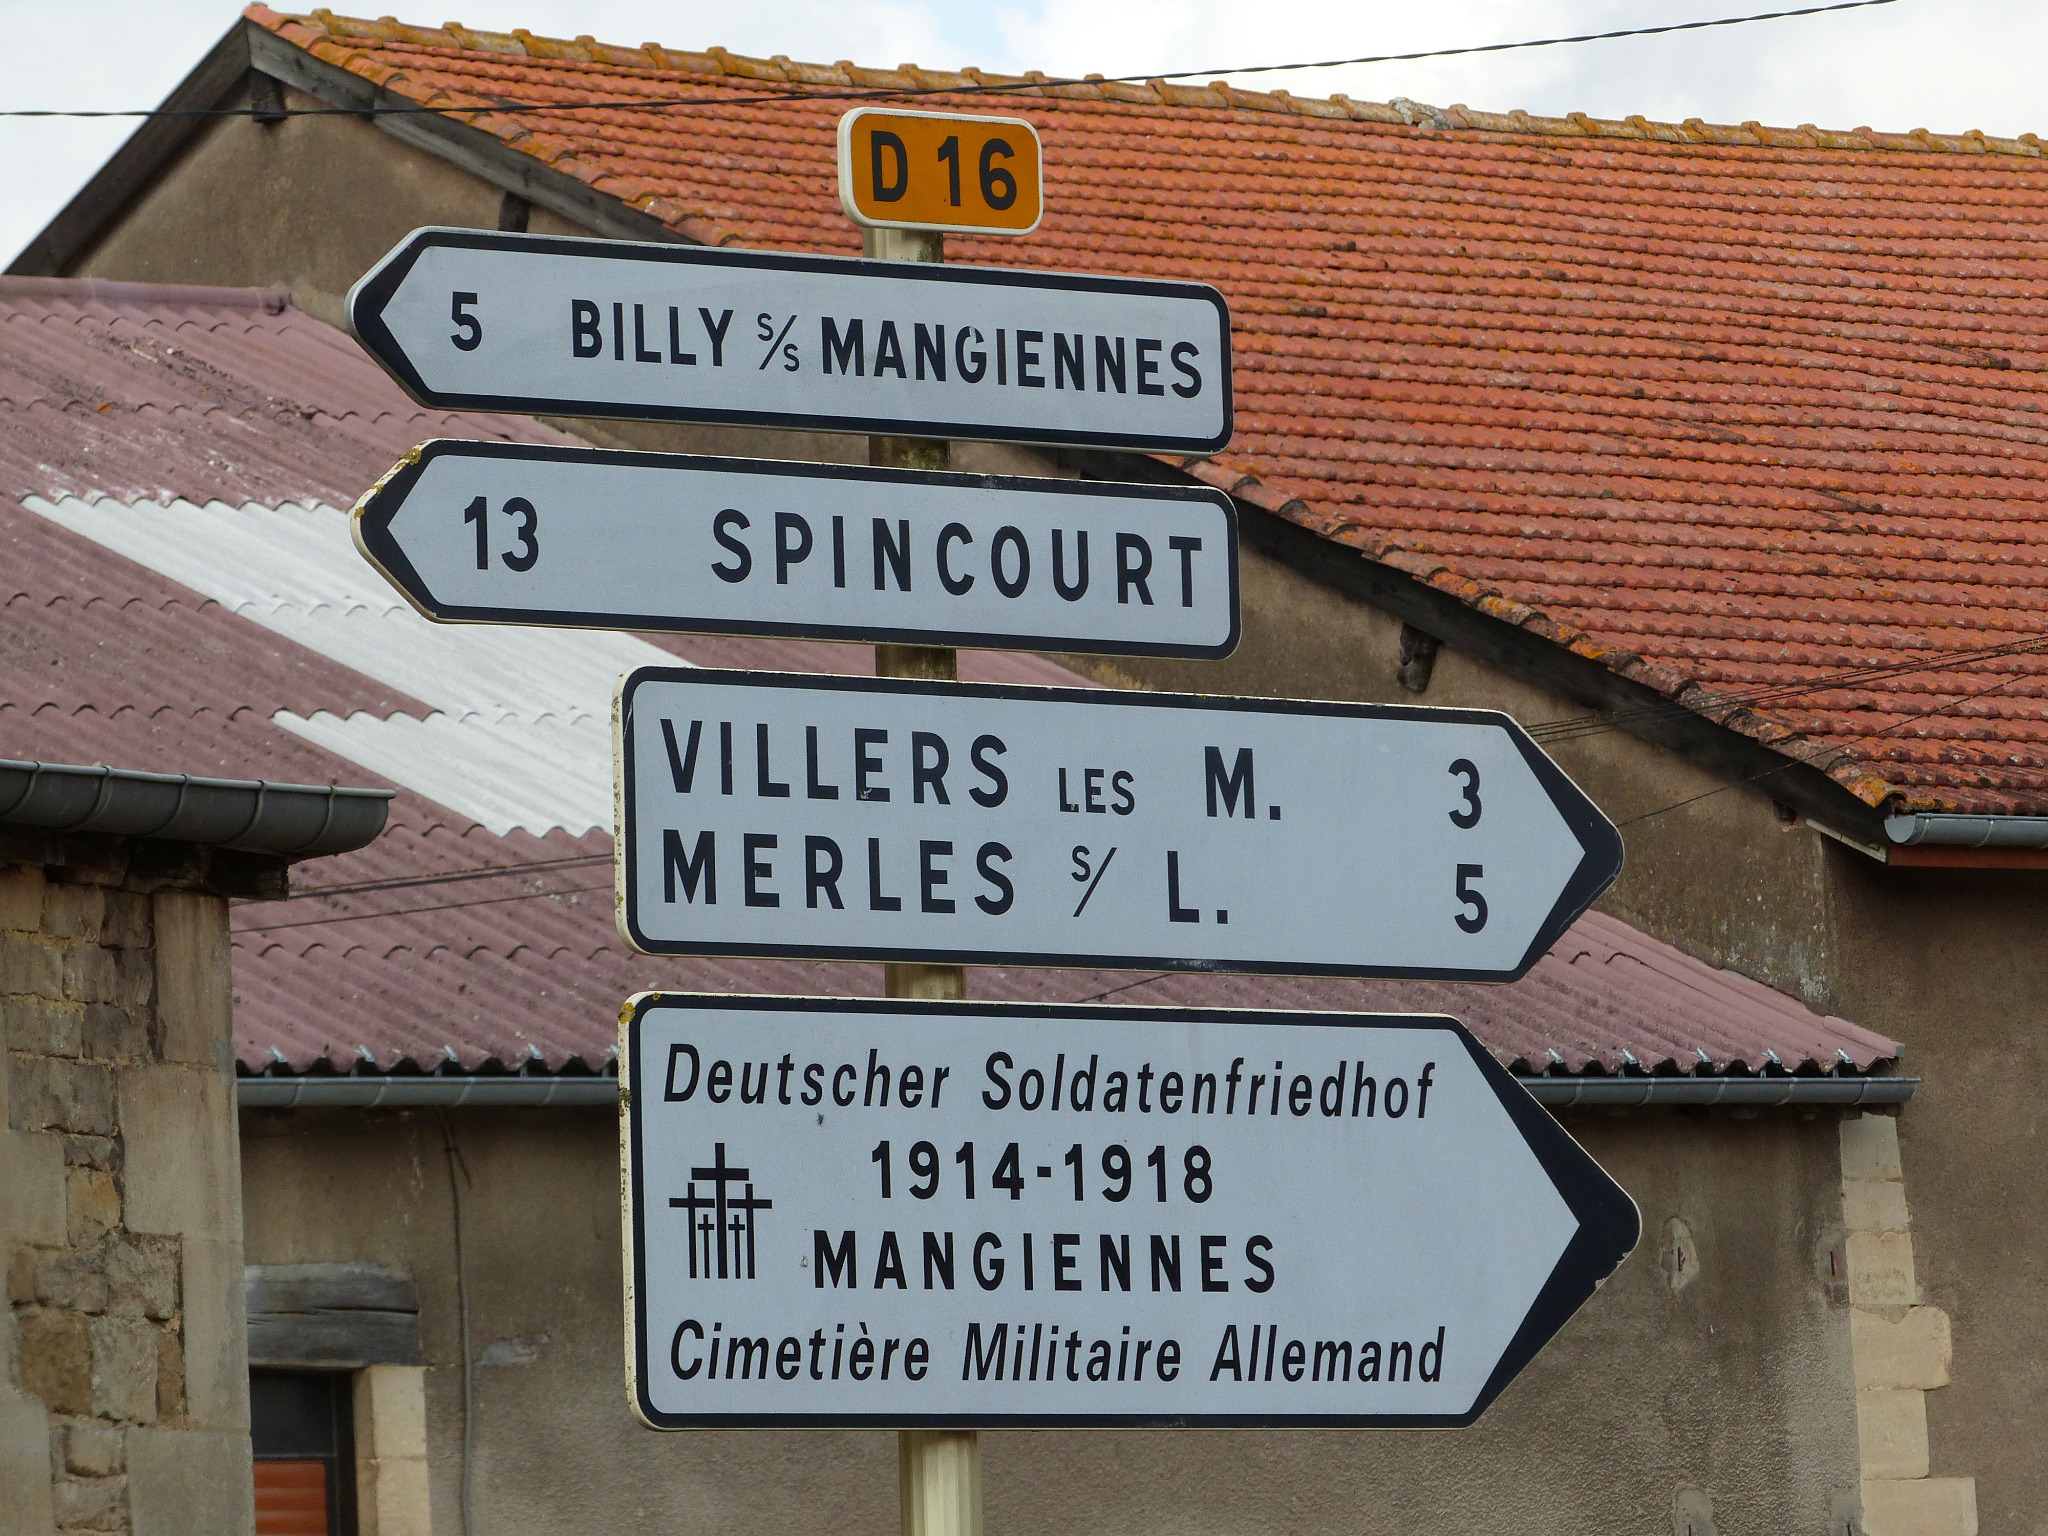 D 16
5 BILLY s/s MANGIENNES
13 SPINCOURT
VILLERS LES M. 3
MERLES s/ L. 5
Deutscher Soldatenfriedhof
1914-1918
MANGIENNES
Cimetière Militaire Allemand